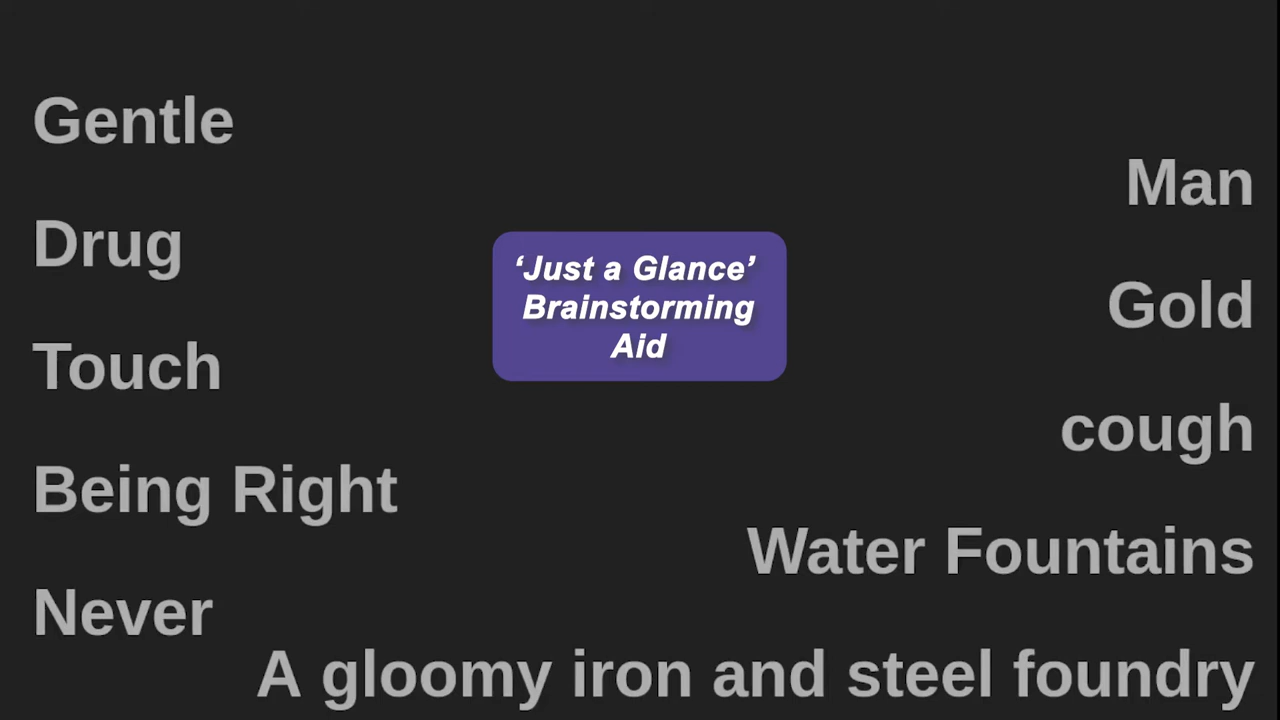 Gentle
Man
Drug
‘Just a Glance’
Brainstorming
Aid
Gold
Touch
cough
Being Right
Water Fountains
Never
A gloomy iron and steel foundry